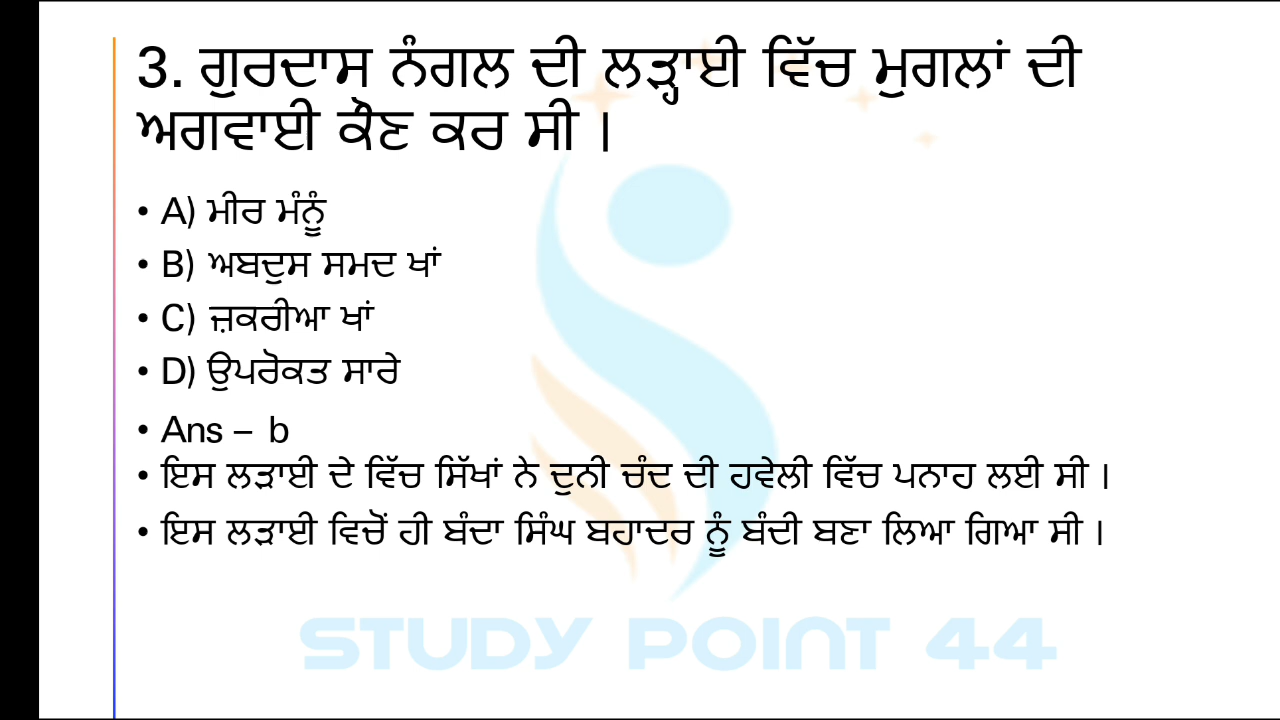 3. ਗੁਰਦਾਸ ਨੰਗਲ ਦੀ ਲੜ੍ਹਾਈ ਵਿੱਚ ਮੁਗਲਾਂ ਦੀ
ਅਗਵਾਈ ਕੌਣ ਕਰ ਸੀ ।
• A) ਮੀਰ ਮੰਨੂੰ
• B) ਅਬਦੁਸ ਸਮਦ ਖਾਂ
• C) ਜ਼ਕਰੀਆ ਖਾਂ
• D) ਉਪਰੋਕਤ ਸਾਰੇ
• Ans – b
• ਇਸ ਲੜਾਈ ਦੇ ਵਿੱਚ ਸਿੱਖਾਂ ਨੇ ਦੁਨੀ ਚੰਦ ਦੀ ਹਵੇਲੀ ਵਿੱਚ ਪਨਾਹ ਲਈ ਸੀ ।
• ਇਸ ਲੜਾਈ ਵਿਚੋਂ ਹੀ ਬੰਦਾ ਸਿੰਘ ਬਹਾਦਰ ਨੂੰ ਬੰਦੀ ਬਣਾ ਲਿਆ ਗਿਆ ਸੀ ।
STUDY POINT 44